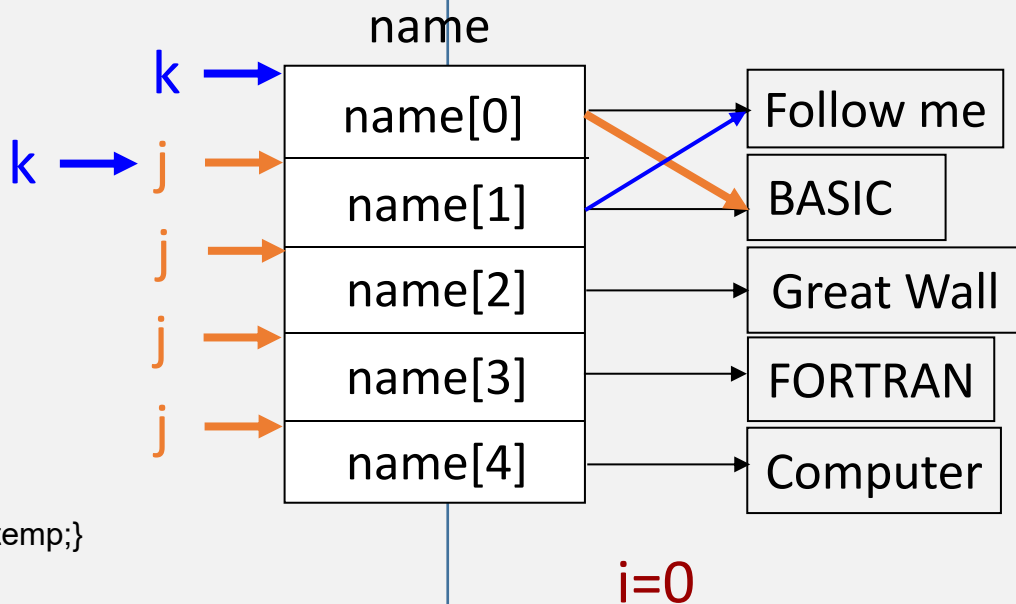 name
k
name[0]
Follow me
k
j
name[1]
BASIC
j
name[2]
Great Wall
j
name[3]
FORTRAN
j
name[4]
Computer
temp;}
i=0